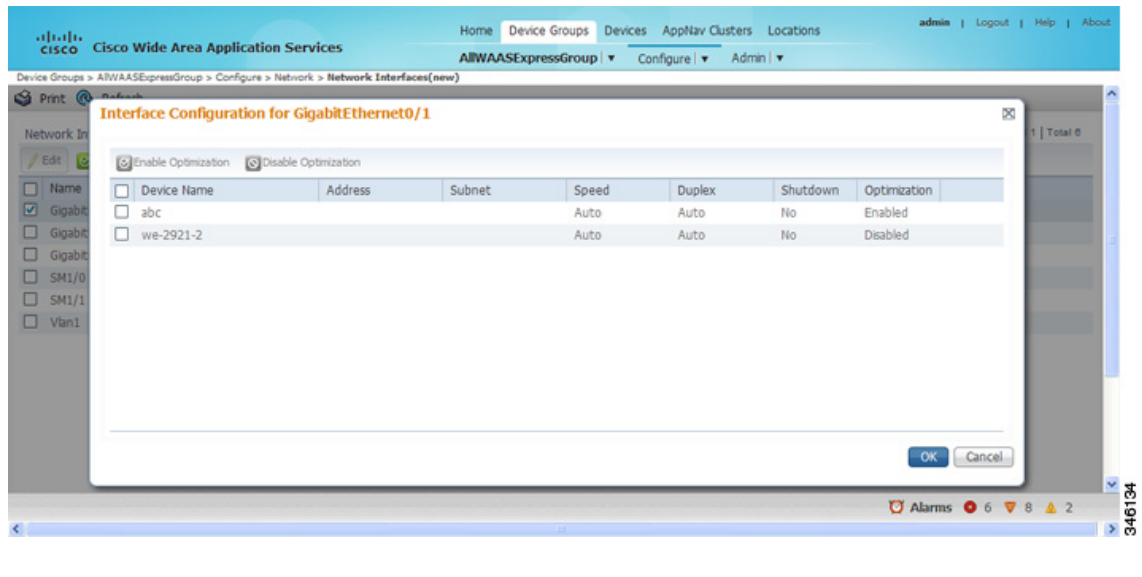 Home Device Groups Devices AppNav Clusters Locations
admin | Logout | Help | About
CISCO Cisco Wide Area Application Services
AllWAASExpressGroup | Configure | Admin |
Device Groups > AllWAASExpressGroup > Configure > Network > Network Interfaces(new)
Print Refresh
Interface Configuration for GigabitEthernet0/1
Network In
1 | Total 6
Edit
Enable Optimization Disable Optimization
Name
Device Name Address Subnet Speed Duplex Shutdown Optimization
Gigabit
abc Auto Auto No Enabled
Gigabit
we-2921-2 Auto Auto No Disabled
Gigabit
SM1/0
SM1/1
Vlan1
OK Cancel
Alarms 6 8 2
346134